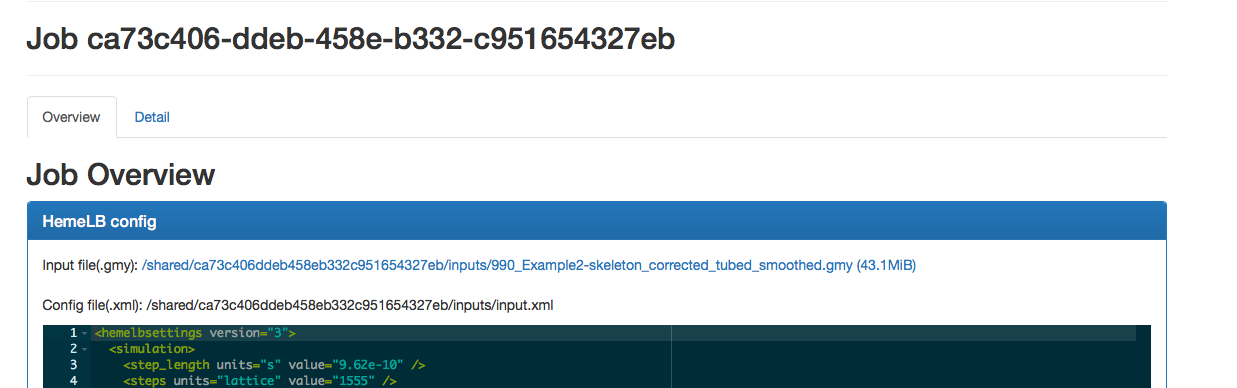 Job ca73c406-ddeb-458e-b332-c951654327eb
Overview Detail
Job Overview
HemeLB config
Input file(.gmy): /shared/ca73c406ddeb458eb332c951654327eb/inputs/990_Example2-skeleton_corrected_tubed_smoothed.gmy (43.1MiB)
Config file(.xml): /shared/ca73c406ddeb458eb332c951654327eb/inputs/input.xml
1 <hemelbsettings version="3">
2 <simulation>
3 <step_length units="s" value="9.62e-10" />
4 <steps units="lattice" value="1555" />